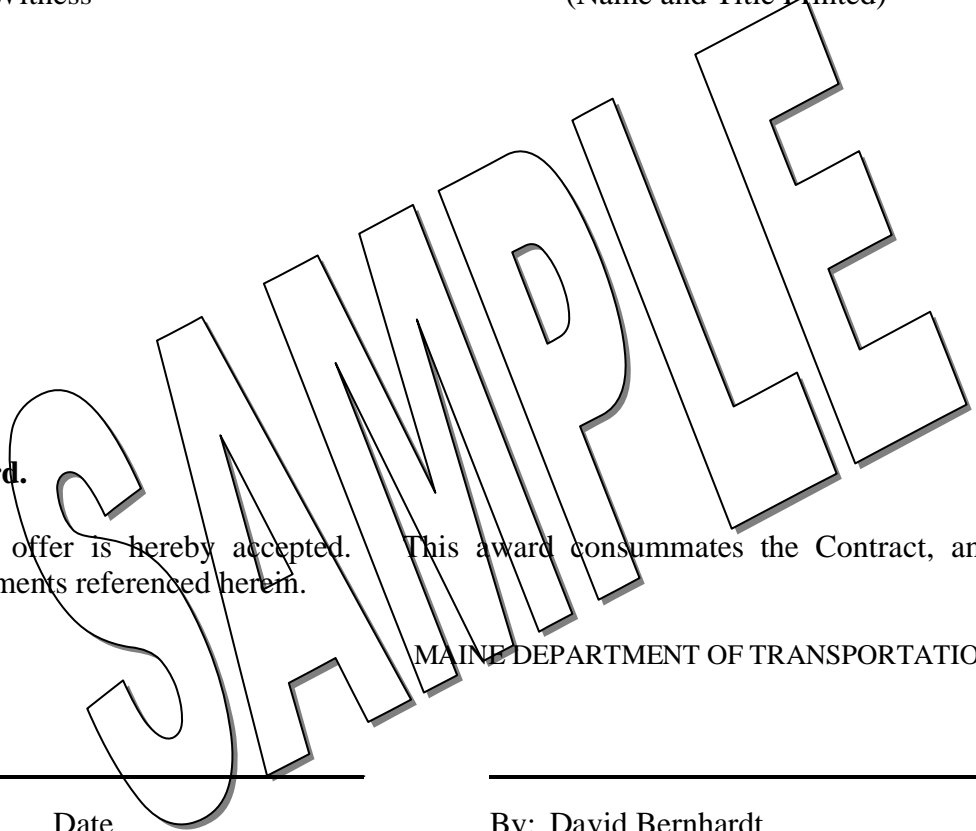 Witness (Name and Title Printed)
SAMPLE
rd.
offer is hereby accepted. This award consummates the Contract, an
ments referenced herein.
MAINE DEPARTMENT OF TRANSPORTATIO
Date By: David Bernhardt